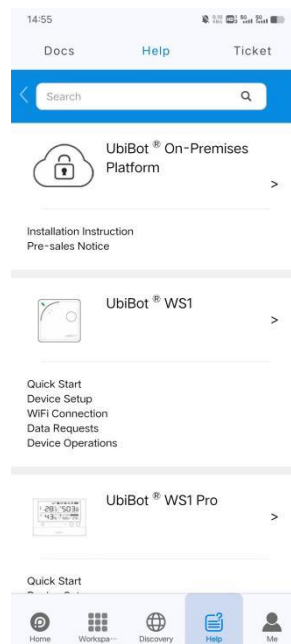 14:55
Docs Help Ticket
Search
UbiBot ® On-Premises
Platform
>
Installation Instruction
Pre-sales Notice
UbiBot ® WS1
>
Quick Start
Device Setup
WiFi Connection
Data Requests
Device Operations
UbiBot ® WS1 Pro
>
Quick Start
Home Workspa··· Discovery Help Me